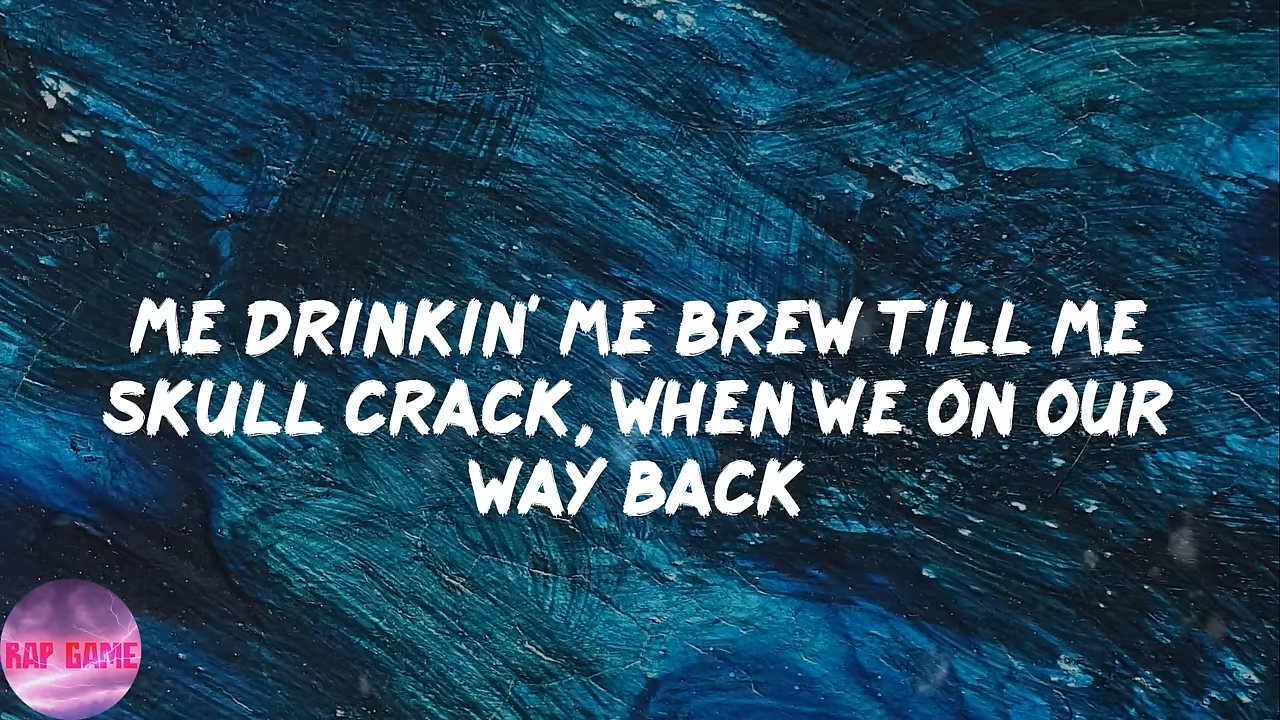 ME DRINKIN' ME BREW TILL ME
SKULL CRACK, WHEN WE ON OUR
WAY BACK
RAP GAME